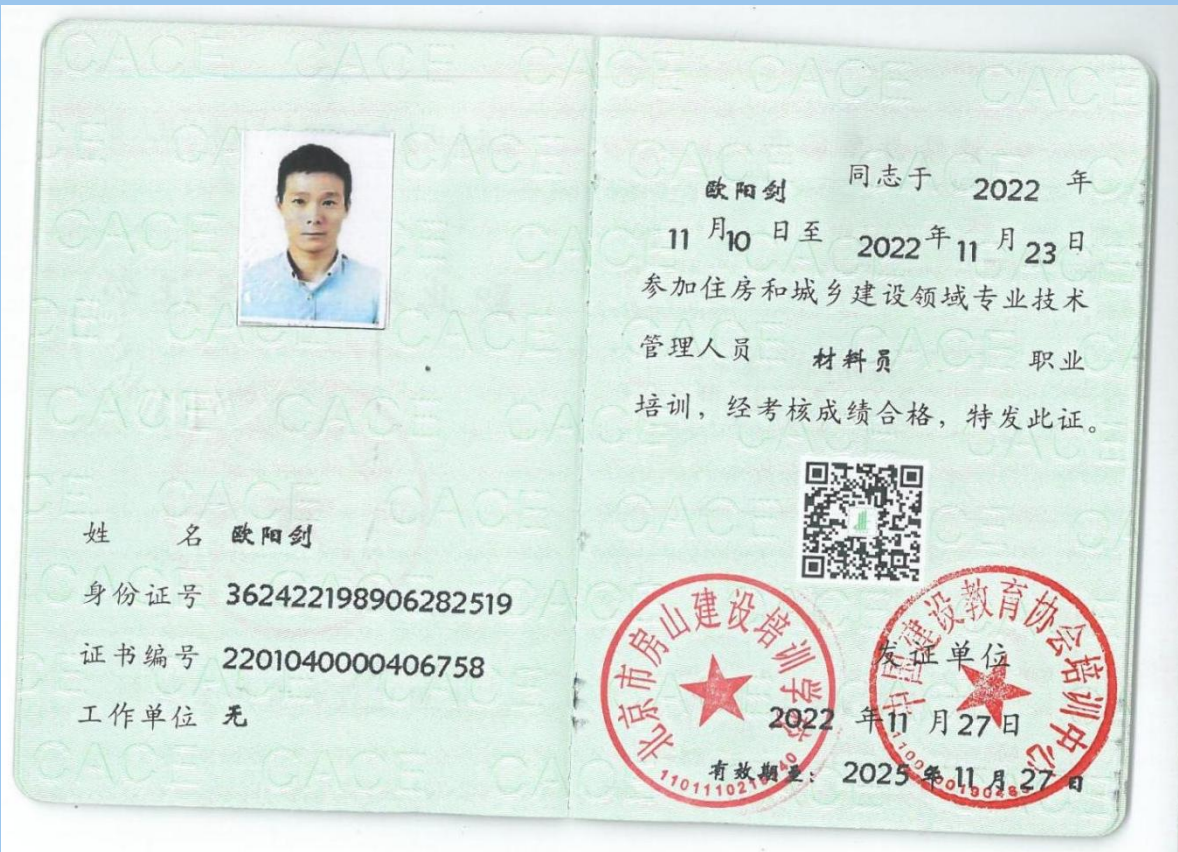 姓 名 欧阳剑
身份证号 362422198906282519
证书编号 2201040000406758
工作单位 无
欧阳剑 同志于 2022 年
11 月 10 日至 2022 年 11 月 23 日
参加住房和城乡建设领域专业技术
管理人员 材料员 职业
培训，经考核成绩合格，特发此证。
北京市房山建设培训学校
中国建设教育协会培训中心
发证单位
2022 年 11 月 27 日
有效期至： 2025 年 11 月 27 日
CACE